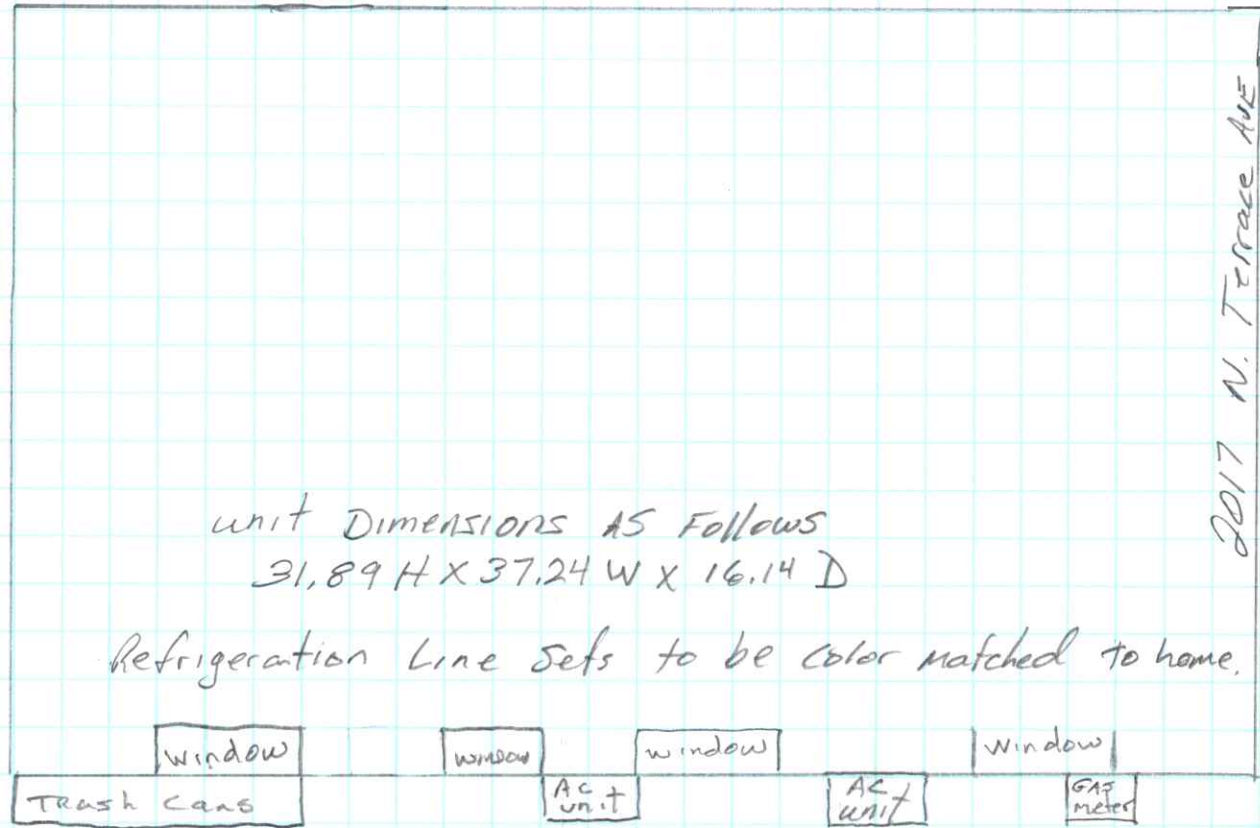 2017 N. Terrace AVE
unit Dimensions AS Follows
31.89 H X 37.24 W X 16.14 D
Refrigeration Line Sets to be color matched to home.
window
window
window
Window
Trash Cans
AC unit
AC unit
GAS meter